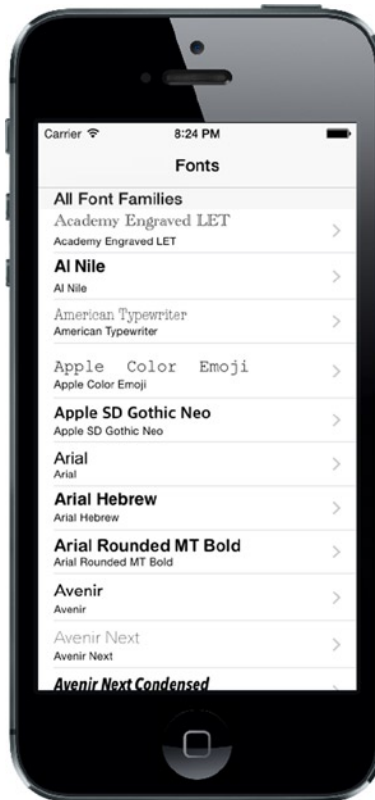 Carrier 8:24 PM
Fonts
All Font Families
Academy Engraved LET
Academy Engraved LET
Al Nile
Al Nile
American Typewriter
American Typewriter
Apple Color Emoji
Apple Color Emoji
Apple SD Gothic Neo
Apple SD Gothic Neo
Arial
Arial
Arial Hebrew
Arial Hebrew
Arial Rounded MT Bold
Arial Rounded MT Bold
Avenir
Avenir
Avenir Next
Avenir Next
Avenir Next Condensed